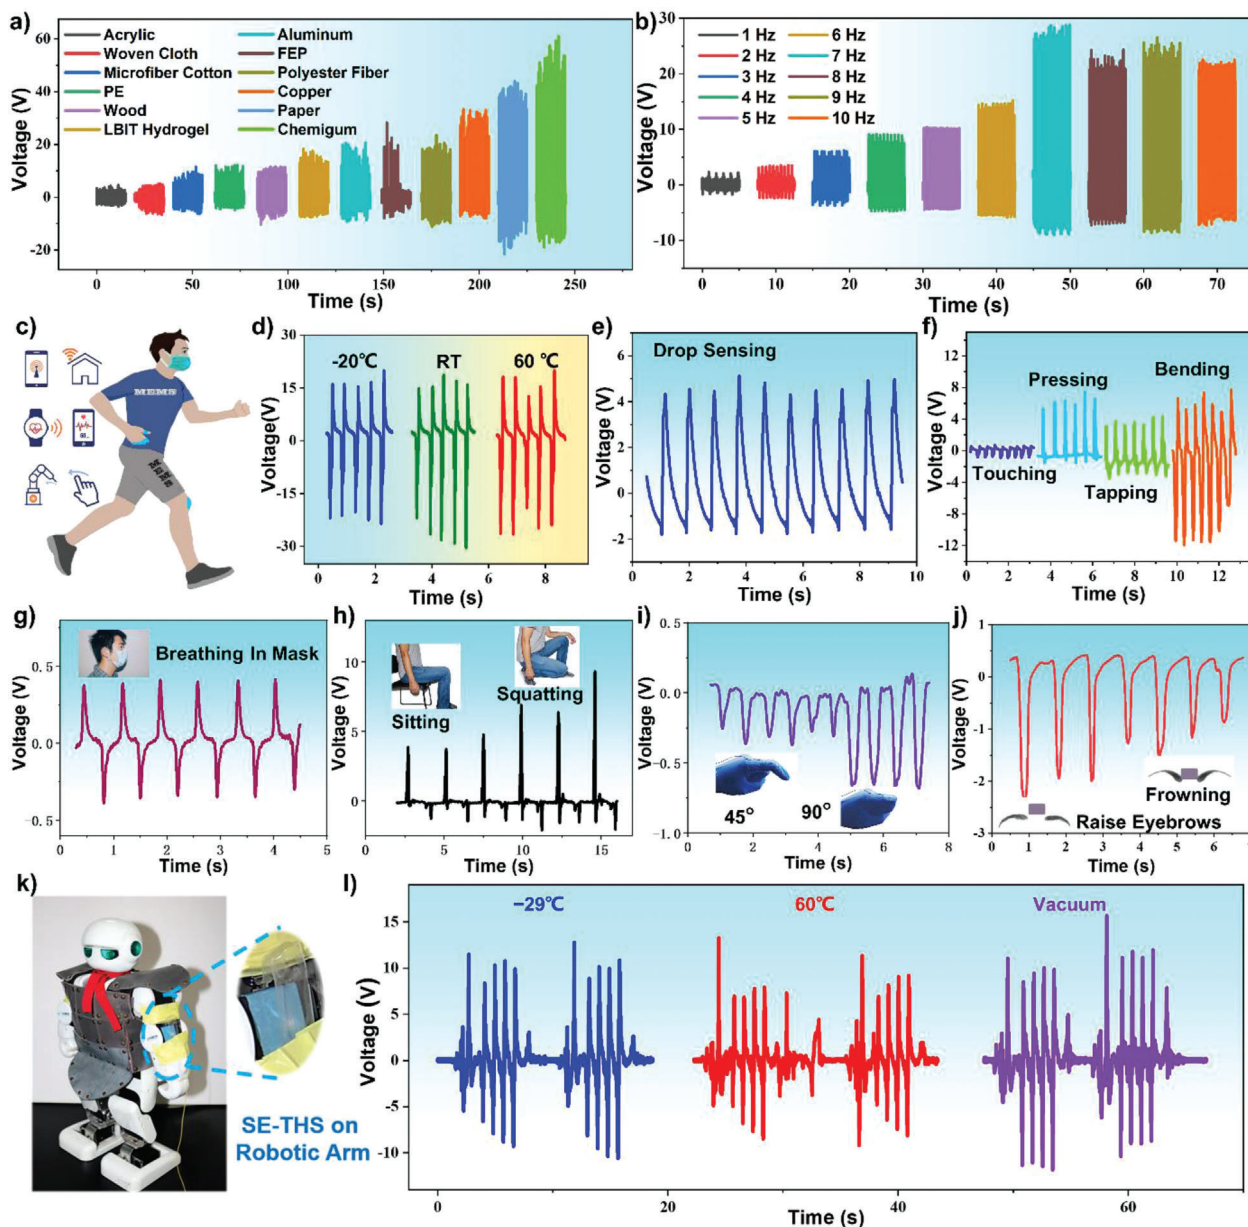 a)
Acrylic
Woven Cloth
Microfiber Cotton
PE
Wood
LBIT Hydrogel
Aluminum
FEP
Polyester Fiber
Copper
Paper
Chemigum
Voltage (V)
60
40
20
0
-20
0 50 100 150 200 250
Time (s)
b)
1 Hz
2 Hz
3 Hz
4 Hz
5 Hz
6 Hz
7 Hz
8 Hz
9 Hz
10 Hz
Voltage (V)
30
20
10
0
-10
0 10 20 30 40 50 60 70
Time (s)
c)
d)
-20℃ RT 60 ℃
Voltage(V)
30
15
0
-15
-30
0 2 4 6 8
Time (s)
e)
Drop Sensing
Voltage (V)
6
4
2
0
-2
0 2 4 6 8 10
Time (s)
f)
Pressing
Bending
Touching
Tapping
Voltage (V)
12
8
4
0
-4
-8
-12
0 2 4 6 8 10 12
Time (s)
g)
Breathing In Mask
Voltage (V)
0.5
0.0
-0.5
0 1 2 3 4 5
Time (s)
h)
Squatting
Sitting
Voltage (V)
10
5
0
0 5 10 15
Time (s)
i)
45° 90°
Voltage (V)
0.0
-0.5
-1.0
0 2 4 6 8
Time (s)
j)
Frowning
Raise Eyebrows
Voltage (V)
1
0
-1
-2
-3
0 1 2 3 4 5 6
Time (s)
k)
SE-THS on
Robotic Arm
l)
−29℃ 60℃ Vacuum
Voltage (V)
15
10
5
0
-5
-10
0 20 40 60
Time (s)